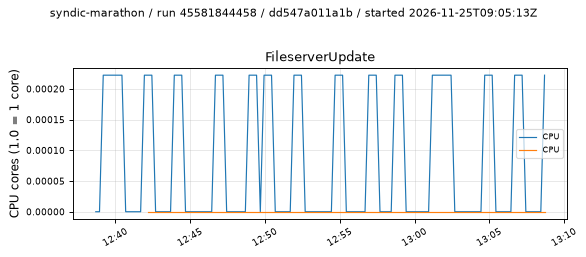 syndic-marathon / run 45581844458 / dd547a011a1b / started 2026-11-25T09:05:13Z
FileserverUpdate
CPU cores (1.0 = 1 core)
0.00020
0.00015
0.00010
0.00005
0.00000
CPU
CPU
12:40
12:45
12:50
12:55
13:00
13:05
13:10